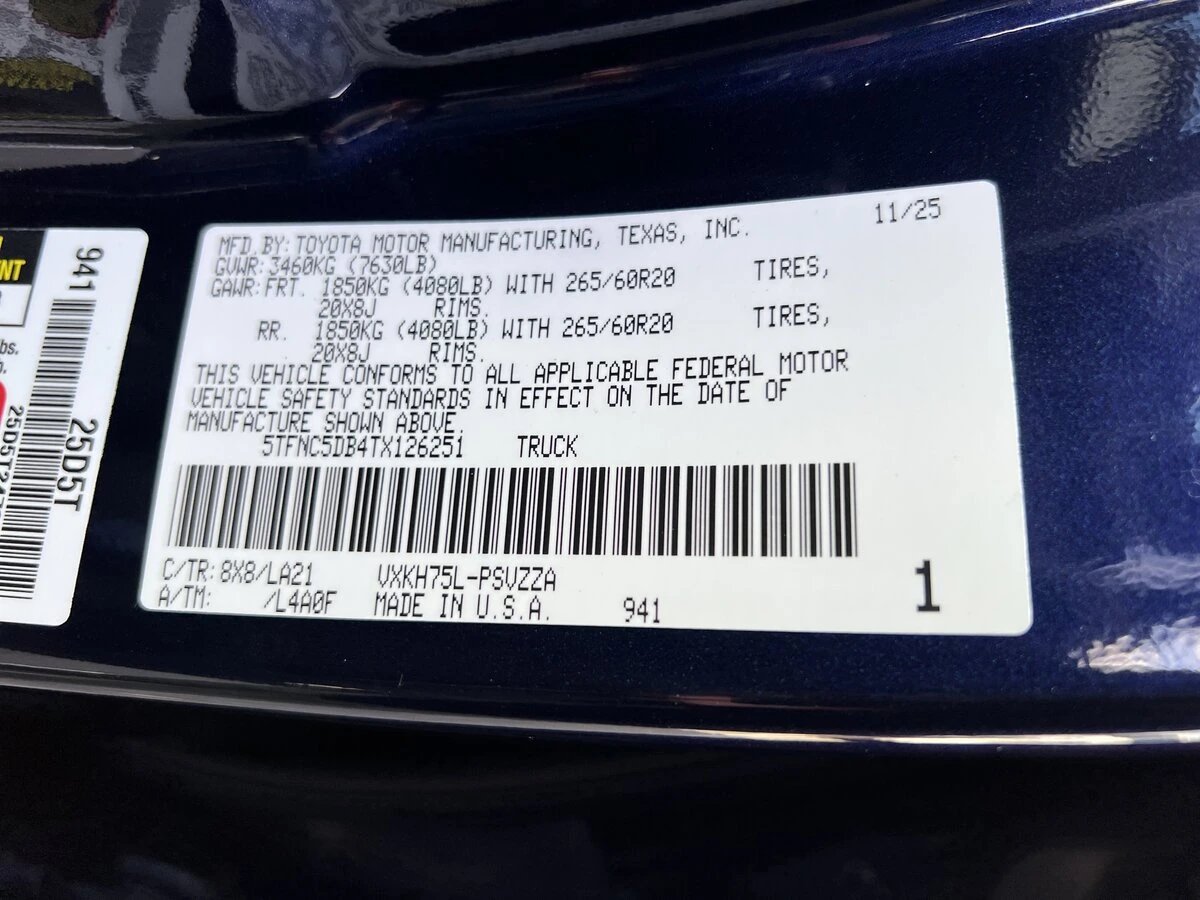 MFD.BY: TOYOTA MOTOR MANUFACTURING, TEXAS, INC. 11/25
GVWR: 3460KG (7630LB)
GAWR: FRT. 1850KG (4080LB) WITH 265/60R20 TIRES,
20X8J RIMS.
RR. 1850KG (4080LB) WITH 265/60R20 TIRES,
20X8J RIMS.
THIS VEHICLE CONFORMS TO ALL APPLICABLE FEDERAL MOTOR
VEHICLE SAFETY STANDARDS IN EFFECT ON THE DATE OF
MANUFACTURE SHOWN ABOVE.
5TFNC5DB4TX126251 TRUCK
C/TR: 8X8/LA21 VXKH75L-PSVZZA
A/TM: /L4A0F MADE IN U.S.A. 941
1
941
25D5T